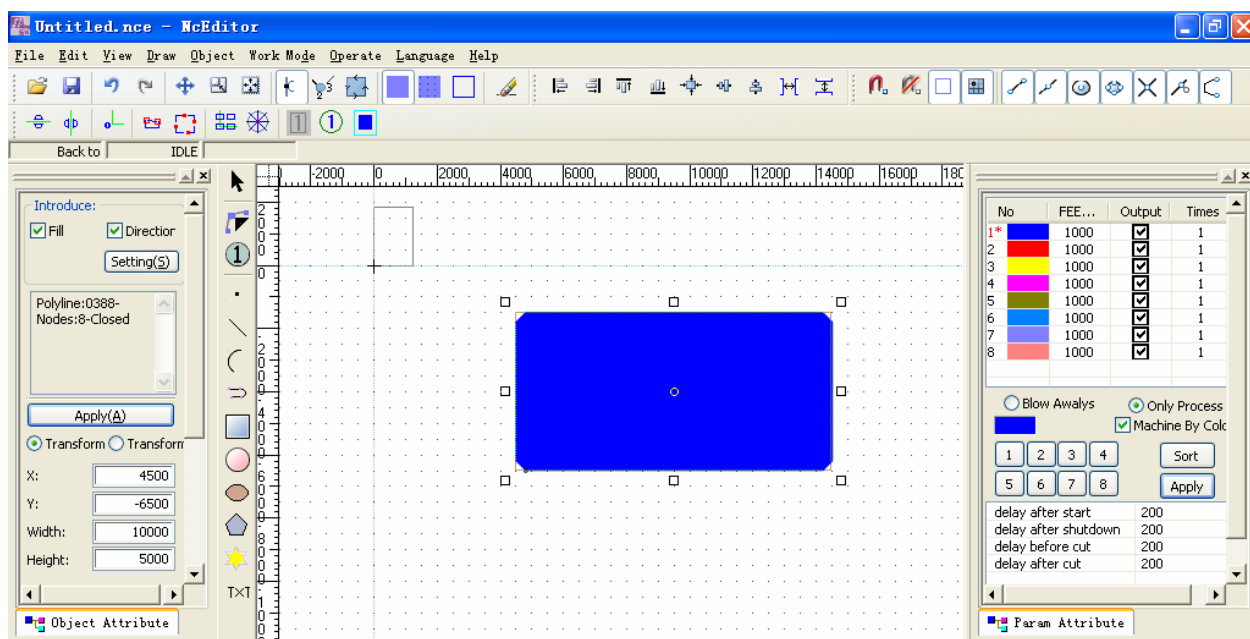 Untitled.nce - NcEditor
File Edit View Draw Object Work Mode Operate Language Help
1 1
Back to IDLE
-2000 0 2000 4000 6000 8000 10000 12000 14000 16000 180
Introduce:
Fill Direction
Setting(S)
Polyline:0388-
Nodes:8-Closed
Apply(A)
Transform Transform
X: 4500
Y: -6500
Width: 10000
Height: 5000
Object Attribute
1
T×T
No FEE... Output Times
1* 1000 1
2 1000 1
3 1000 1
4 1000 1
5 1000 1
6 1000 1
7 1000 1
8 1000 1
Blow Awalys Only Process
Machine By Colo
1 2 3 4 Sort
5 6 7 8 Apply
delay after start 200
delay after shutdown 200
delay before cut 200
delay after cut 200
Param Attribute